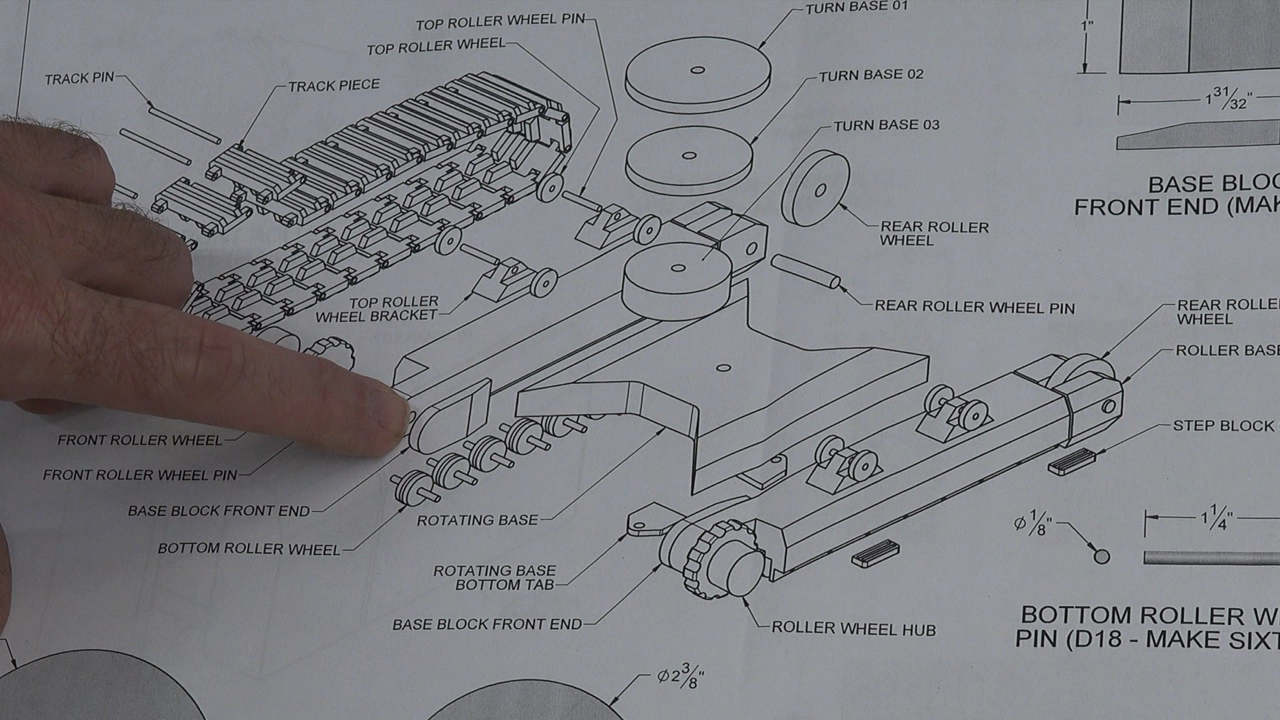 TURN BASE 01
TOP ROLLER WHEEL PIN
TOP ROLLER WHEEL
TRACK PIN
TRACK PIECE
TURN BASE 02
TURN BASE 03
1"
1 31/32"
BASE BLOC
FRONT END (MAK
REAR ROLLER
WHEEL
TOP ROLLER
WHEEL BRACKET
REAR ROLLER WHEEL PIN
REAR ROLLE
WHEEL
ROLLER BASE
STEP BLOCK
FRONT ROLLER WHEEL
FRONT ROLLER WHEEL PIN
BASE BLOCK FRONT END
BOTTOM ROLLER WHEEL
ROTATING BASE
ROTATING BASE
BOTTOM TAB
BASE BLOCK FRONT END
ROLLER WHEEL HUB
Ø1/8"
1 1/4"
BOTTOM ROLLER W
PIN (D18 - MAKE SIXT
Ø2 3/8"